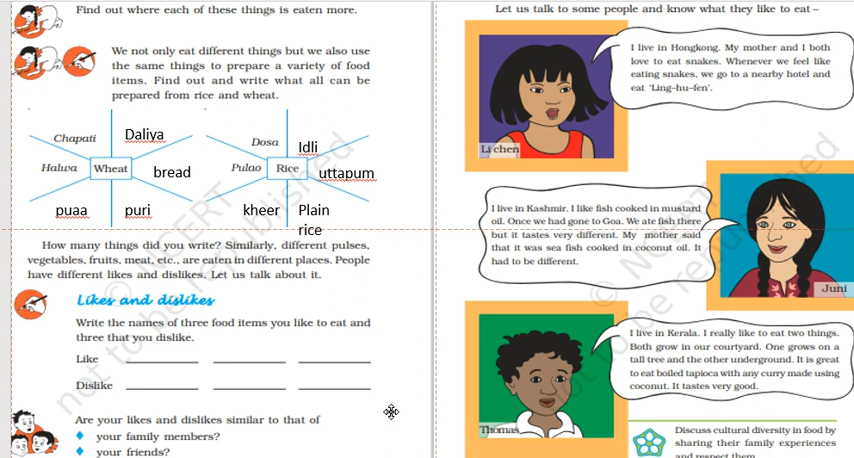 Find out where each of these things is eaten more.
We not only eat different things but we also use
the same things to prepare a variety of food
items. Find out and write what all can be
prepared from rice and wheat.
Chapati
Daliya
Halwa
Wheat
bread
puaa
puri
Dosa
Idli
Pulao
Rice
uttapum
kheer
Plain
rice
How many things did you write? Similarly, different pulses,
vegetables, fruits, meat, etc., are eaten in different places. People
have different likes and dislikes. Let us talk about it.
Likes and dislikes
Write the names of three food items you like to eat and
three that you dislike.
Like
Dislike
Are your likes and dislikes similar to that of
your family members?
your friends?
Let us talk to some people and know what they like to eat –
I live in Hongkong. My mother and I both
love to eat snakes. Whenever we feel like
eating snakes, we go to a nearby hotel and
eat ‘Ling–hu–fen’.
Li chen
I live in Kashmir. I like fish cooked in mustard
oil. Once we had gone to Goa. We ate fish there
but it tastes very different. My mother said
that it was sea fish cooked in coconut oil. It
had to be different.
Juni
I live in Kerala. I really like to eat two things.
Both grow in our courtyard. One grows on a
tall tree and the other underground. It is great
to eat boiled tapioca with any curry made using
coconut. It tastes very good.
Thomas
Discuss cultural diversity in food by
sharing their family experiences
and respect them
© NCERT
not to be republished
© NCERT
not to be republished